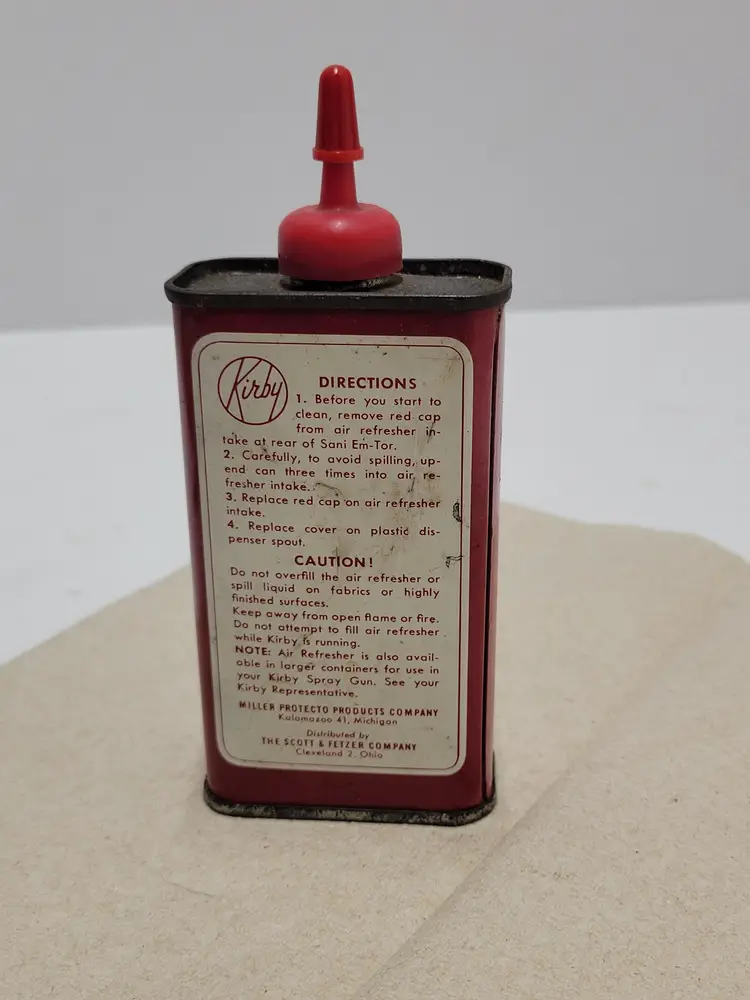 Kirby
DIRECTIONS
1. Before you start to
clean, remove red cap
from air refresher in-
take at rear of Sani Em-Tor.
2. Carefully, to avoid spilling, up-
end can three times into air re-
fresher intake.
3. Replace red cap on air refresher
intake.
4. Replace cover on plastic dis-
penser spout.
CAUTION!
Do not overfill the air refresher or
spill liquid on fabrics or highly
finished surfaces.
Keep away from open flame or fire.
Do not attempt to fill air refresher
while Kirby is running.
NOTE: Air Refresher is also avail-
able in larger containers for use in
your Kirby Spray Gun. See your
Kirby Representative.
MILLER PROTECTO PRODUCTS COMPANY
Kalamazoo 41, Michigan
Distributed by
THE SCOTT & FETZER COMPANY
Cleveland 2, Ohio